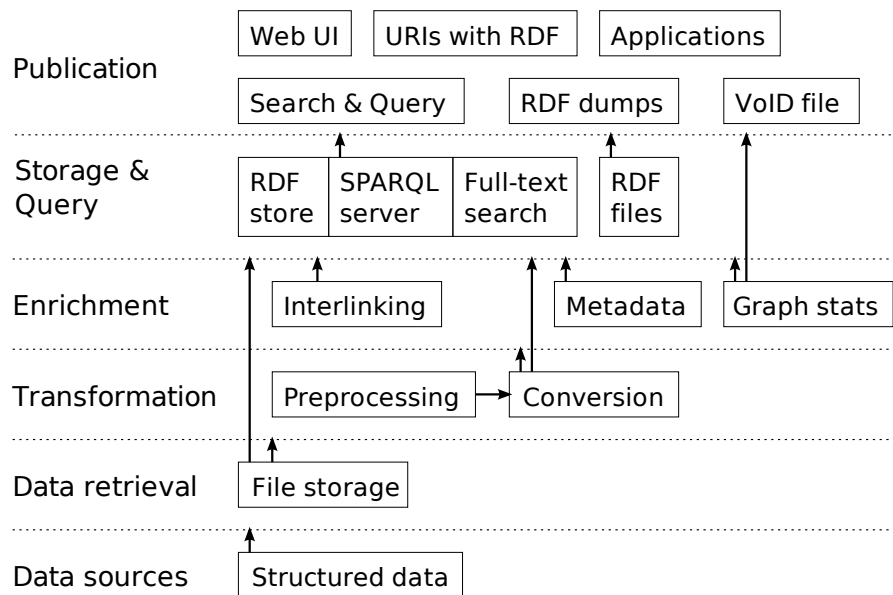 Publication
Web UI
URIs with RDF
Applications
Search & Query
RDF dumps
VoID file
Storage &
Query
RDF
store
SPARQL
server
Full-text
search
RDF
files
Enrichment
Interlinking
Metadata
Graph stats
Transformation
Preprocessing
Conversion
Data retrieval
File storage
Data sources
Structured data